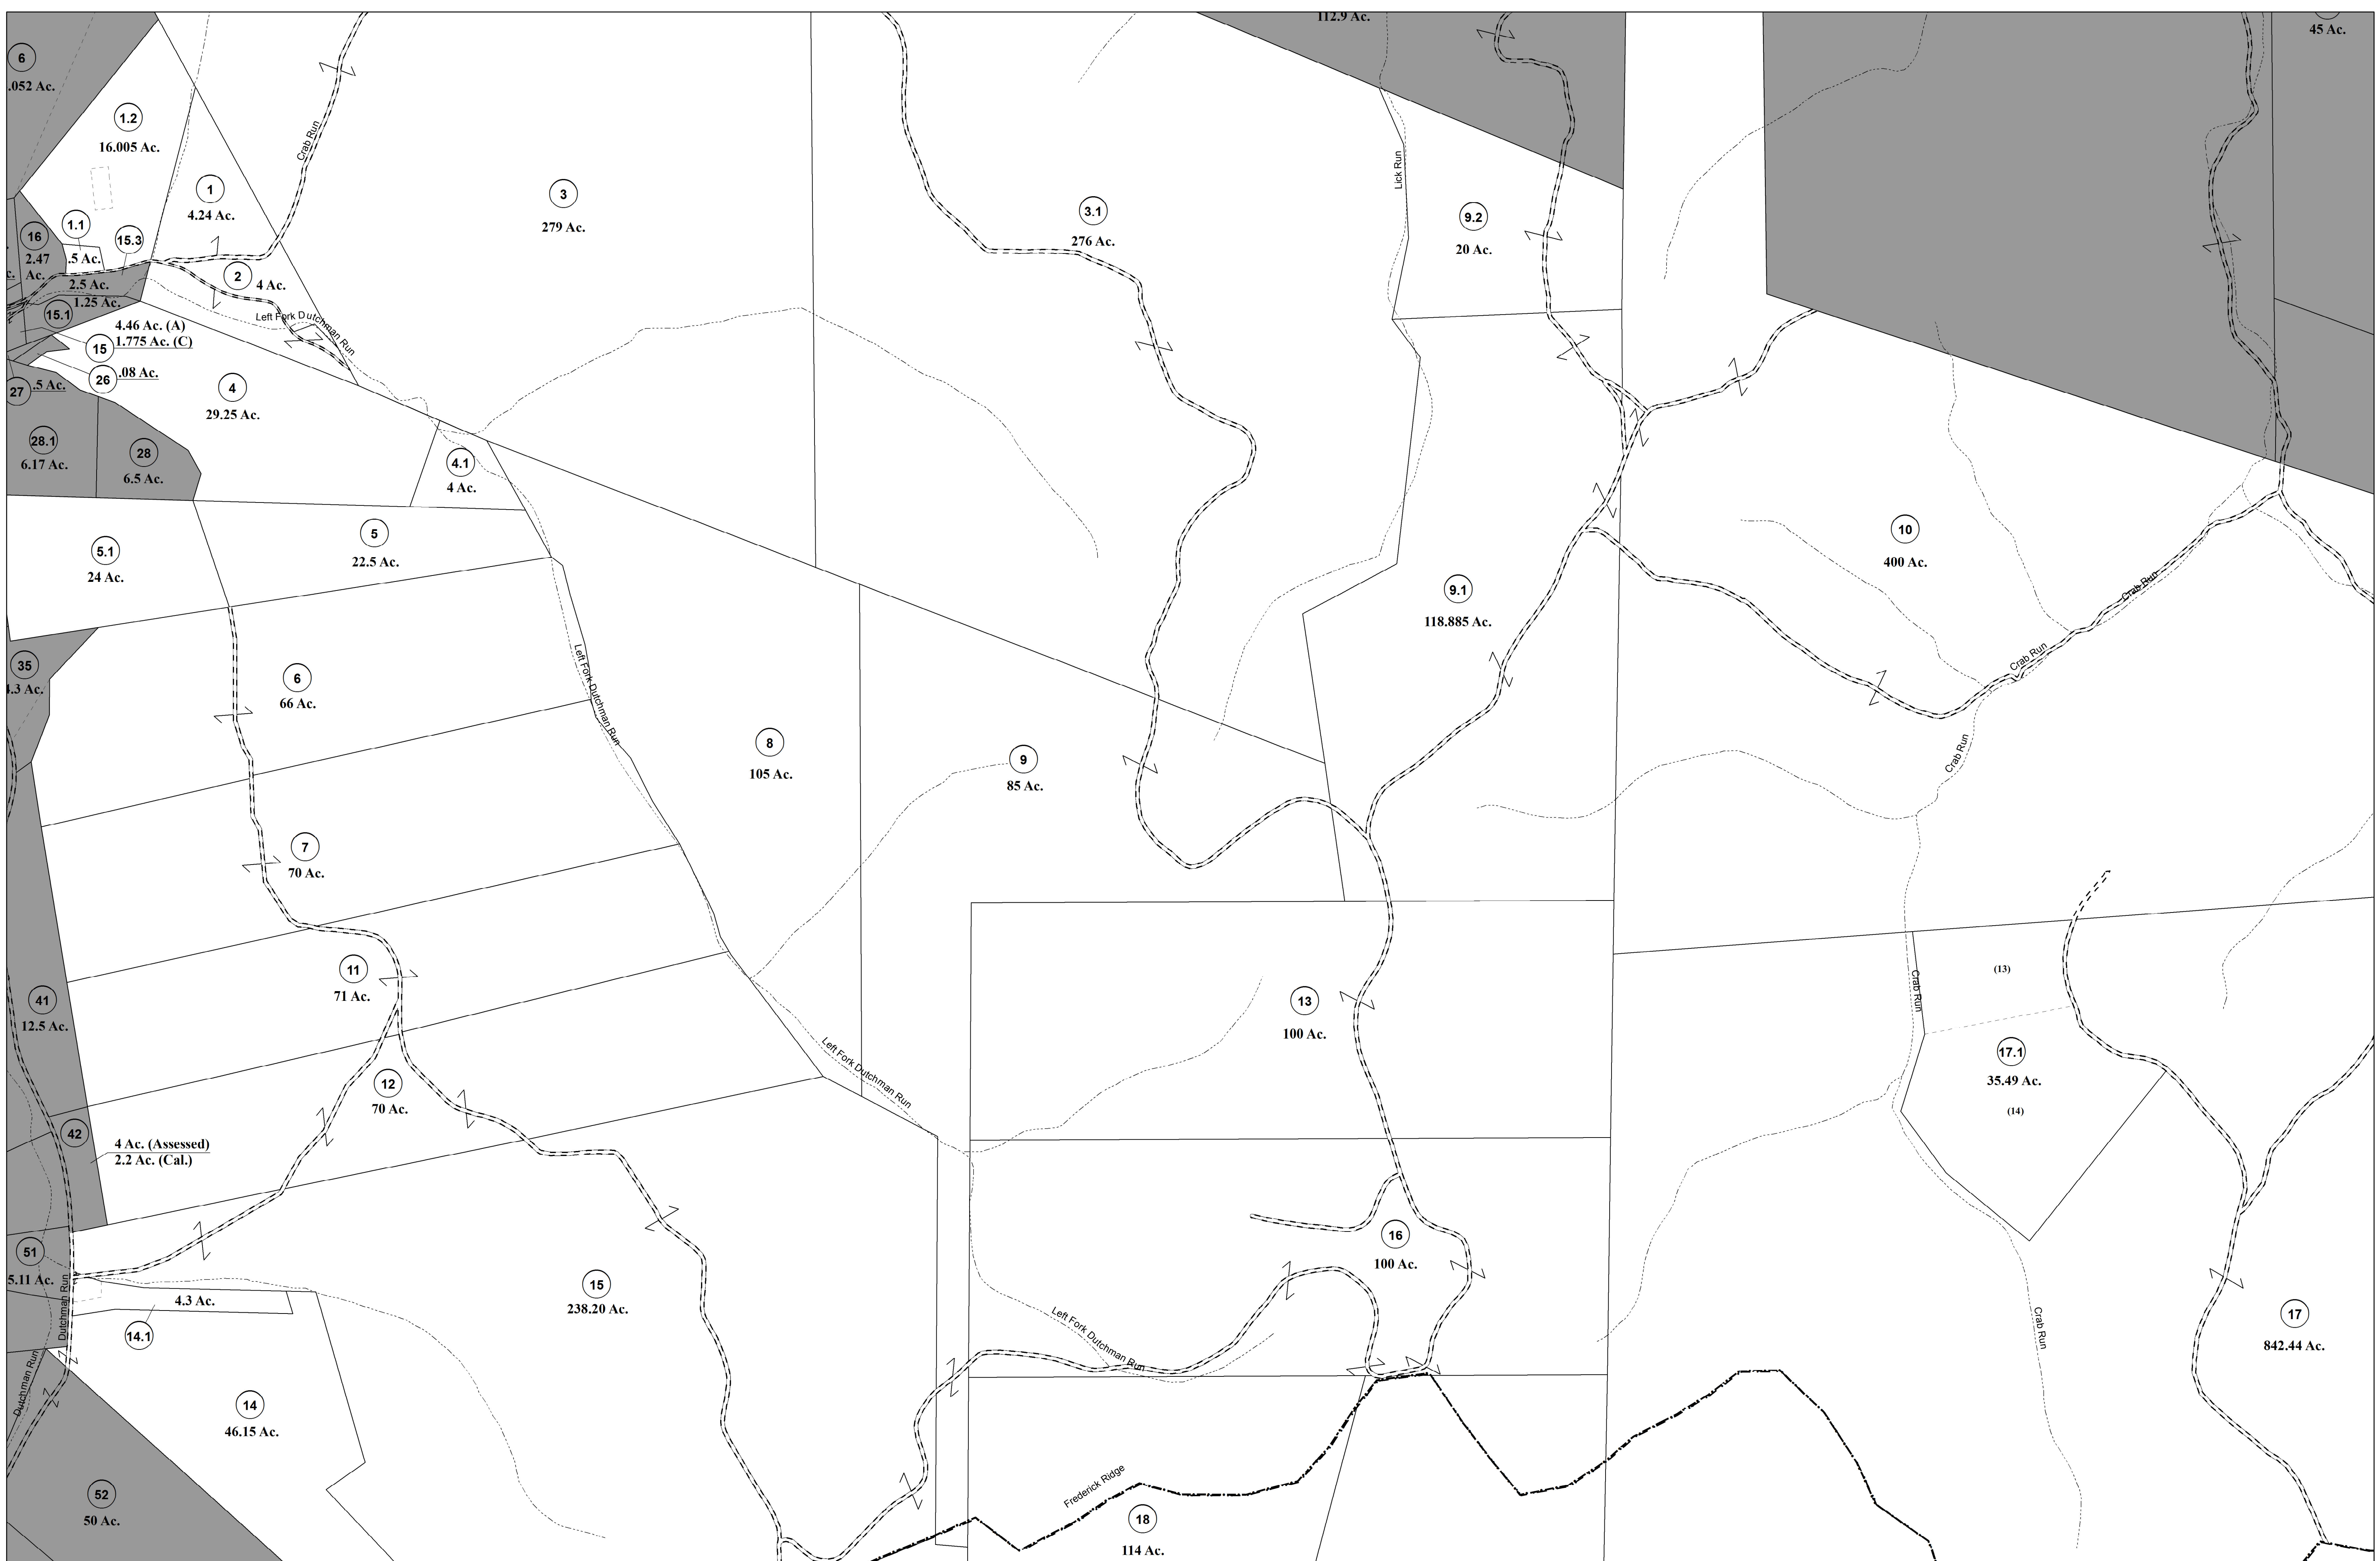 112.9 Ac.
45 Ac.
6
.052 Ac.
1.2
16.005 Ac.
Crab Run
1
4.24 Ac.
3
279 Ac.
3.1
276 Ac.
Lick Run
9.2
20 Ac.
1.1
.5 Ac.
15.3
16
2.47
Ac.
2.5 Ac.
2
4 Ac.
1.25 Ac.
15.1
Left Fork Dutchman Run
4.46 Ac. (A)
1.775 Ac. (C)
15
26
.08 Ac.
27
.5 Ac.
4
29.25 Ac.
28.1
6.17 Ac.
28
6.5 Ac.
4.1
4 Ac.
5.1
24 Ac.
5
22.5 Ac.
10
400 Ac.
9.1
118.885 Ac.
Crab Run
Crab Run
Crab Run
35
4.3 Ac.
6
66 Ac.
Left Fork Dutchman Run
8
105 Ac.
9
85 Ac.
7
70 Ac.
11
71 Ac.
41
12.5 Ac.
13
100 Ac.
(13)
Crab Run
17.1
35.49 Ac.
(14)
Left Fork Dutchman Run
12
70 Ac.
42
4 Ac. (Assessed)
2.2 Ac. (Cal.)
51
5.11 Ac.
16
100 Ac.
15
238.20 Ac.
4.3 Ac.
14.1
Dutchman Run
Dutchman Run
Left Fork Dutchman Run
Crab Run
17
842.44 Ac.
14
46.15 Ac.
52
50 Ac.
Frederick Ridge
18
114 Ac.